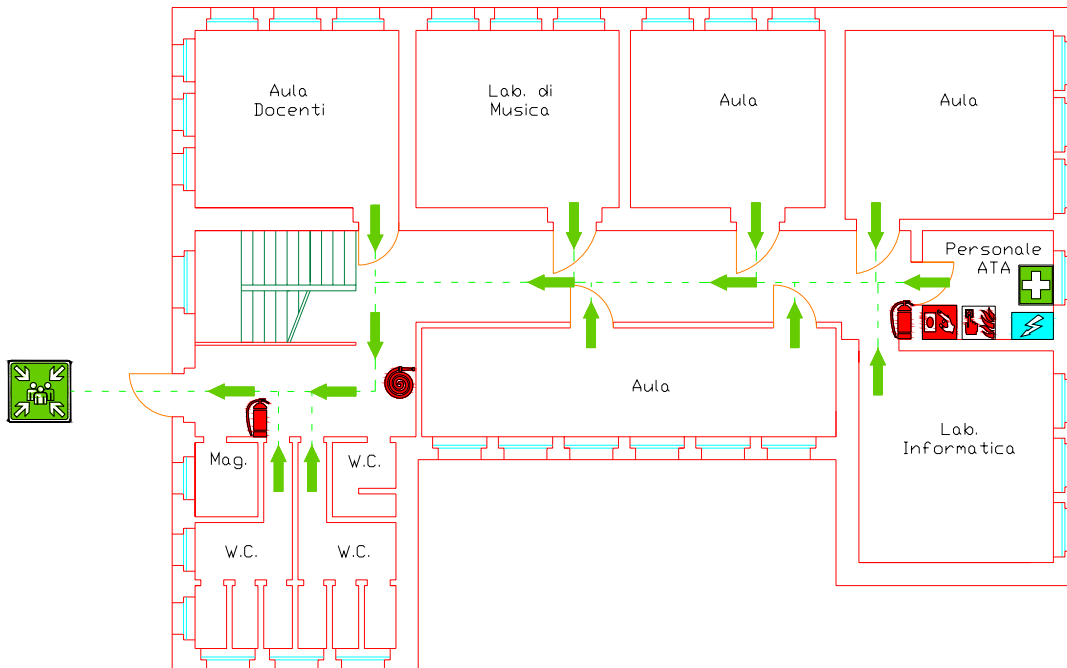 Aula
Docenti
Lab. di
Musica
Aula
Aula
Personale
ATA
Aula
Lab.
Informatica
Mag.
W.C.
W.C.
W.C.